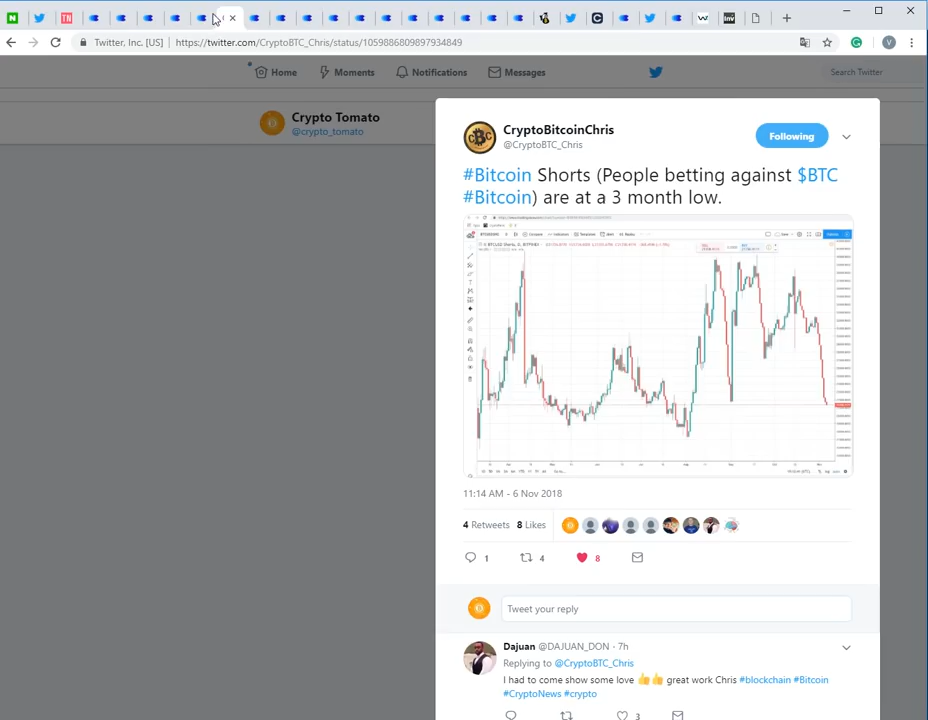 Twitter, Inc. [US] https://twitter.com/CryptoBTC_Chris/status/1059886809897934849
Home Moments Notifications Messages Search Twitter
Crypto Tomato
@crypto_tomato
CryptoBitcoinChris
@CryptoBTC_Chris
Following
#Bitcoin Shorts (People betting against $BTC
#Bitcoin) are at a 3 month low.
11:14 AM - 6 Nov 2018
4 Retweets 8 Likes
1 4 8
Tweet your reply
Dajuan @DAJUAN_DON · 7h
Replying to @CryptoBTC_Chris
I had to come show some love 👍👍 great work Chris #blockchain #Bitcoin
#CryptoNews #crypto
3